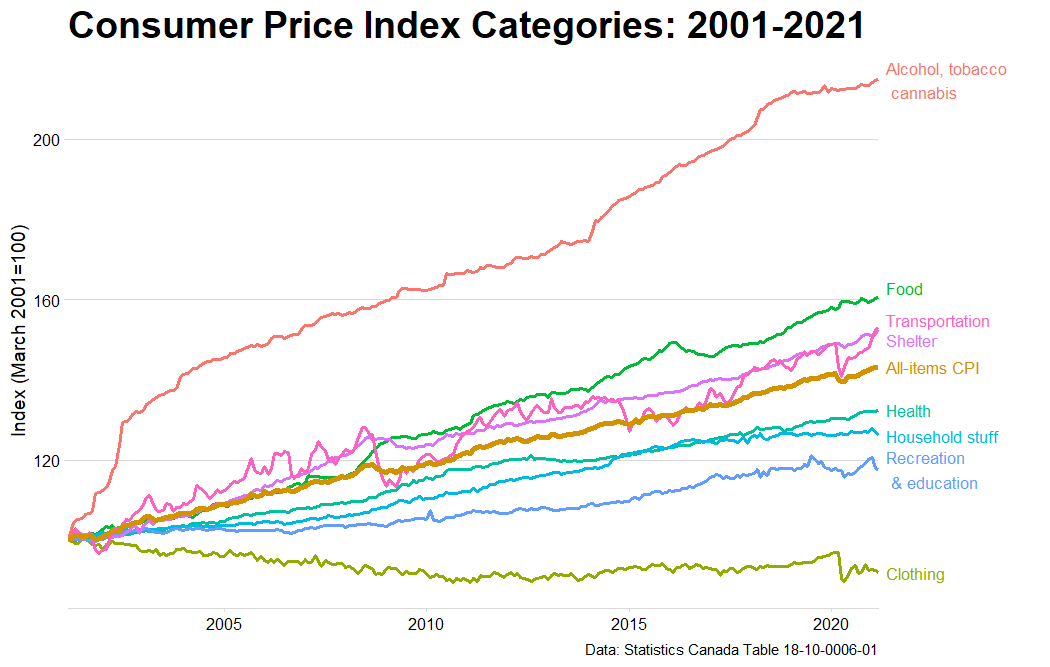 Consumer Price Index Categories: 2001-2021
Index (March 2001=100)
200
160
120
Alcohol, tobacco
cannabis
Food
Transportation
Shelter
All-items CPI
Health
Household stuff
Recreation
& education
Clothing
2005
2010
2015
2020
Data: Statistics Canada Table 18-10-0006-01